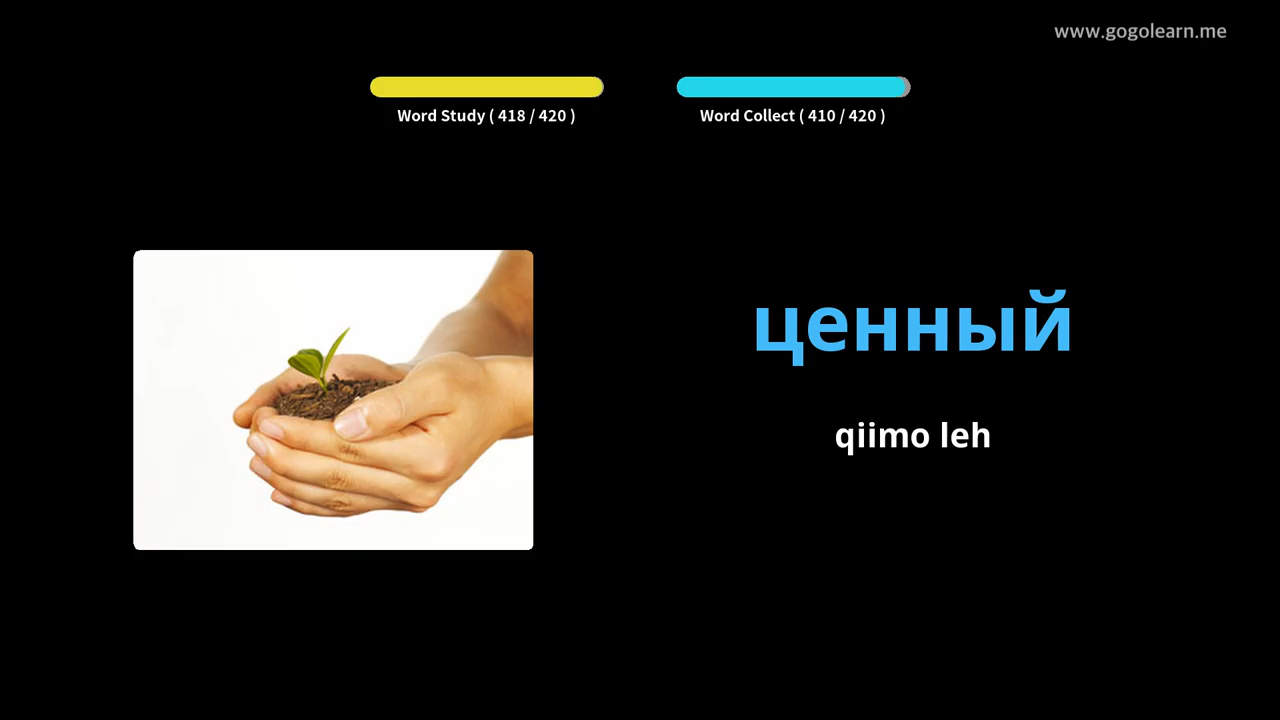 www.gogolearn.me
Word Study ( 418 / 420 )
Word Collect ( 410 / 420 )
ценный
qiimo leh